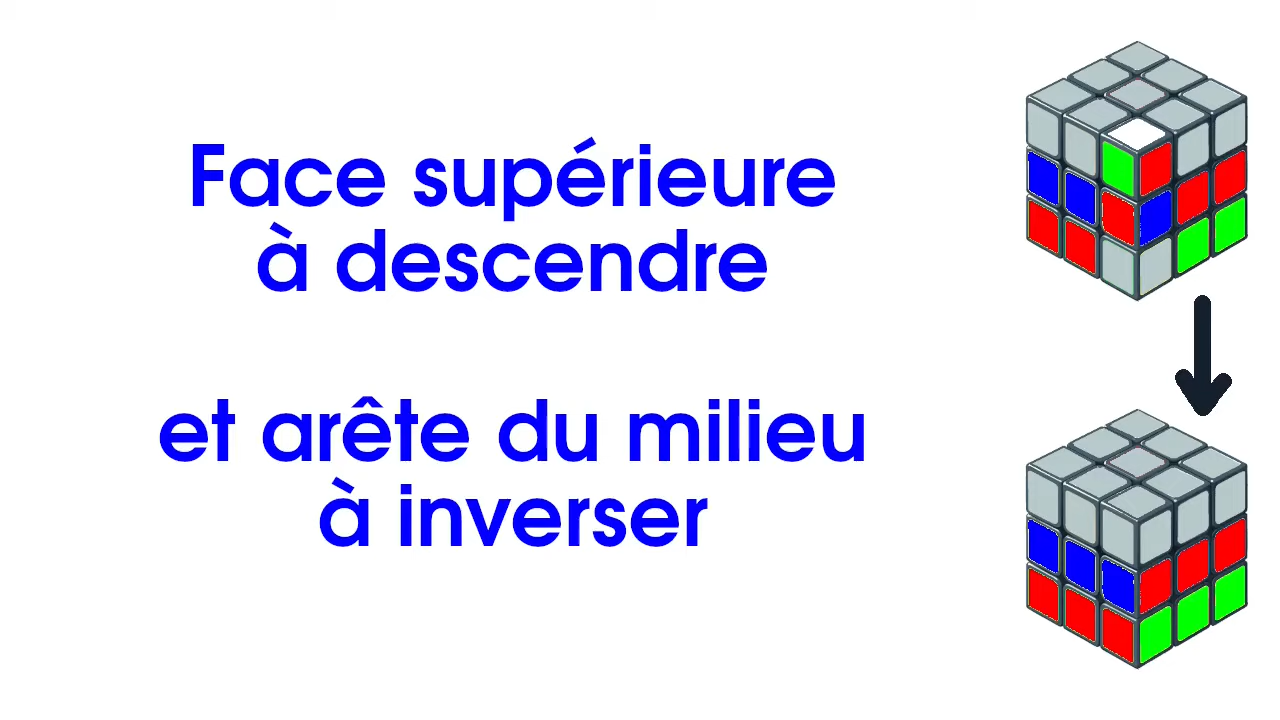 Face supérieure
à descendre
et arête du milieu
à inverser